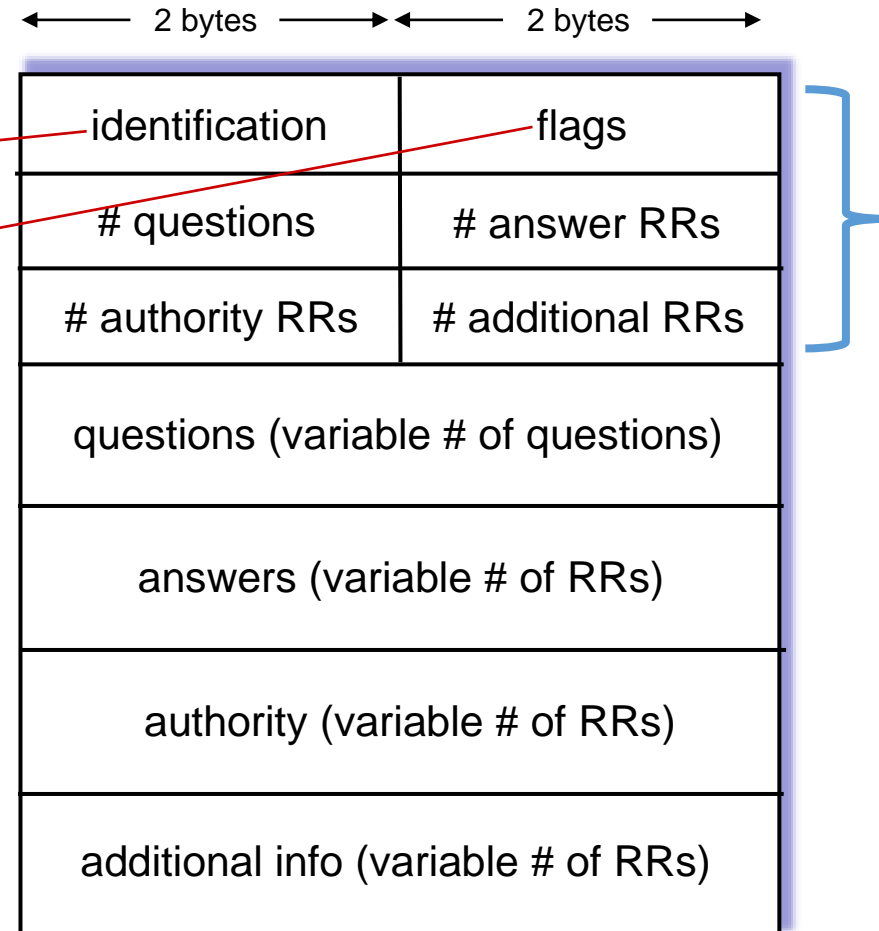 2 bytes 2 bytes
identification flags
# questions # answer RRs
# authority RRs # additional RRs
questions (variable # of questions)
answers (variable # of RRs)
authority (variable # of RRs)
additional info (variable # of RRs)